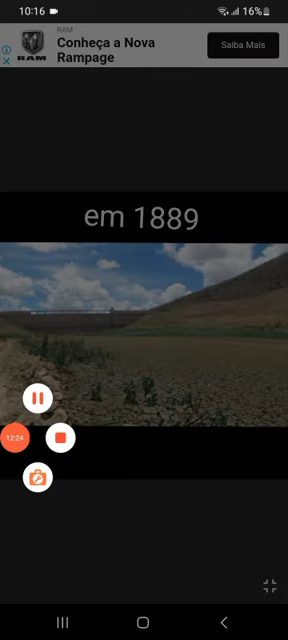 10:16
16%
RAM
Conheça a Nova
Rampage
Saiba Mais
RAM
em 1889
12:24